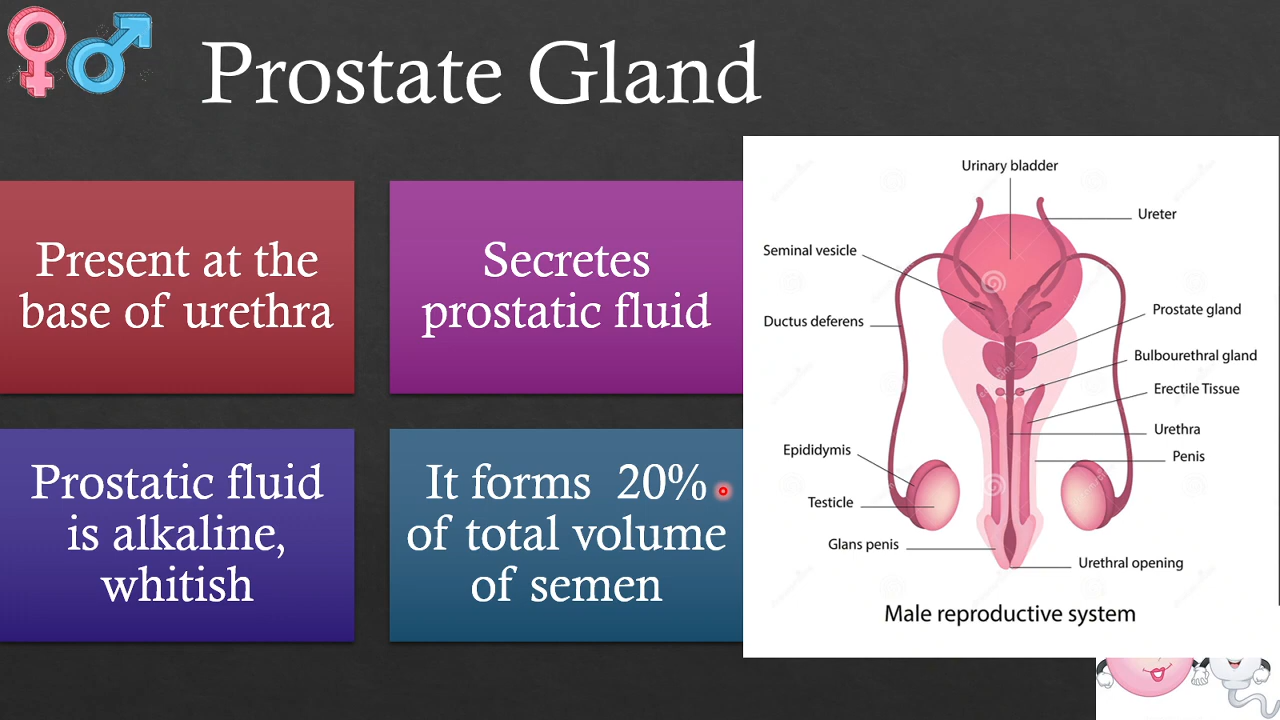 Prostate Gland
Present at the
base of urethra
Secretes
prostatic fluid
Prostatic fluid
is alkaline,
whitish
It forms 20%
of total volume
of semen
Urinary bladder
Ureter
Seminal vesicle
Ductus deferens
Prostate gland
Bulbourethral gland
Erectile Tissue
Urethra
Penis
Epididymis
Testicle
Glans penis
Urethral opening
Male reproductive system